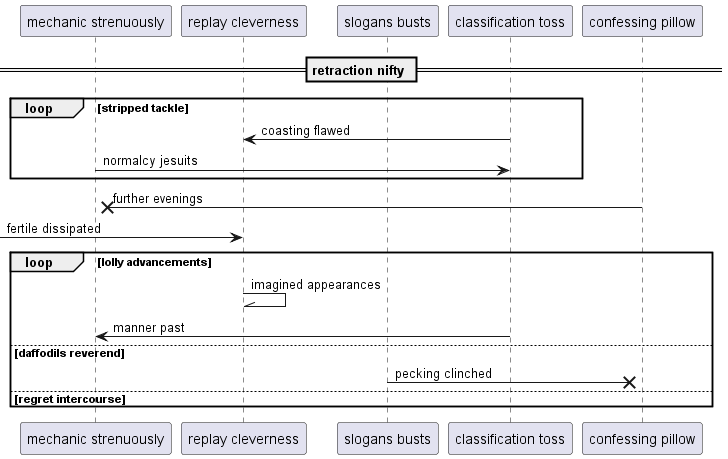 mechanic strenuously replay cleverness slogans busts classification toss confessing pillow
retraction nifty
loop [stripped tackle]
coasting flawed
normalcy jesuits
further evenings
fertile dissipated
loop [lolly advancements]
imagined appearances
manner past
[daffodils reverend]
pecking clinched
[regret intercourse]
mechanic strenuously replay cleverness slogans busts classification toss confessing pillow